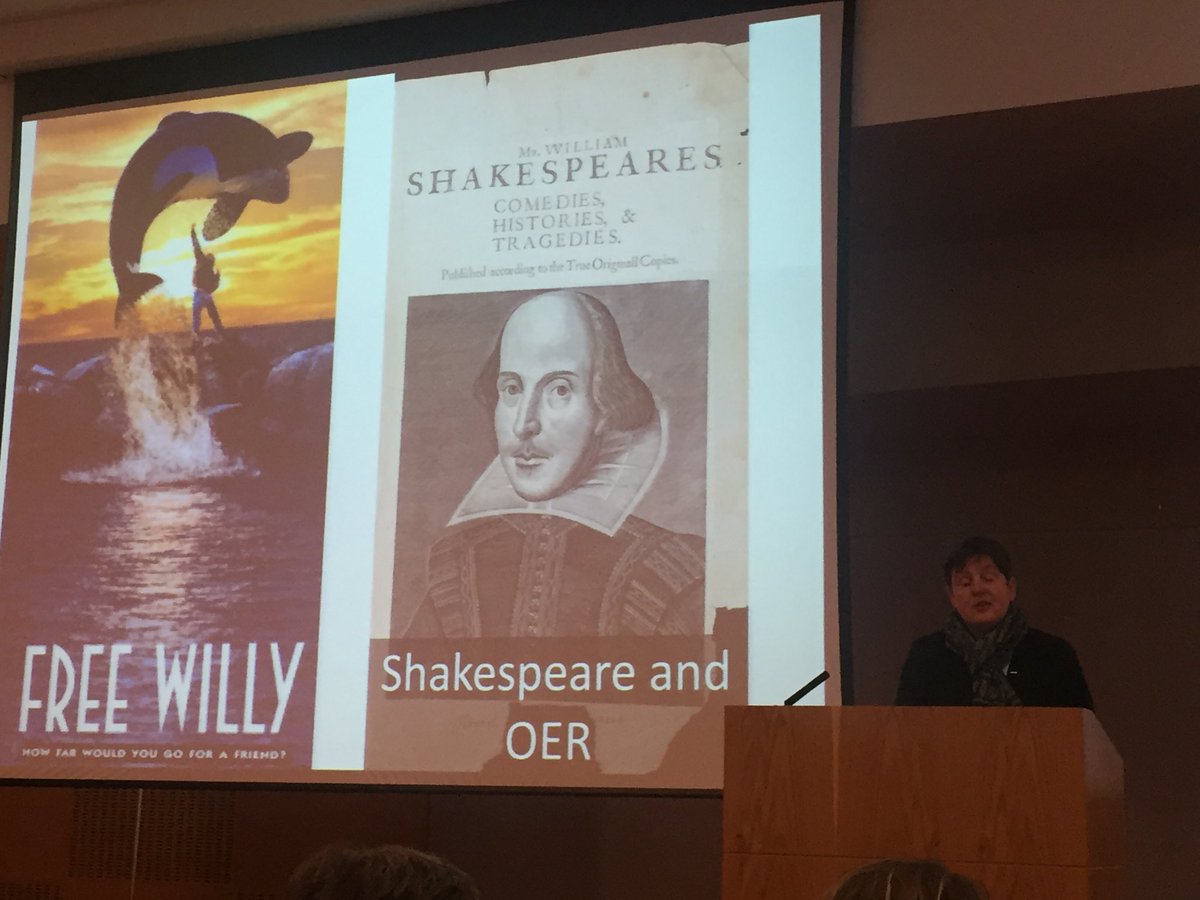 FREE WILLY
HOW FAR WOULD YOU GO FOR A FRIEND?
Mr. WILLIAM
SHAKESPEARES
COMEDIES,
HISTORIES, &
TRAGEDIES.
Published according to the True Originall Copies.
Shakespeare and
OER